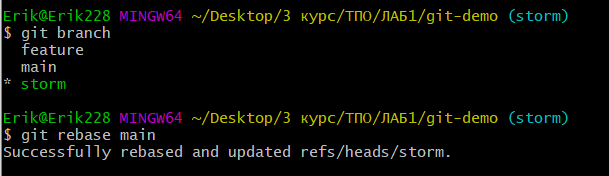 Erik@Erik228 MINGW64 ~/Desktop/3 курс/ТПО/ЛАБ1/git-demo (storm)
$ git branch
  feature
  main
* storm
Erik@Erik228 MINGW64 ~/Desktop/3 курс/ТПО/ЛАБ1/git-demo (storm)
$ git rebase main
Successfully rebased and updated refs/heads/storm.